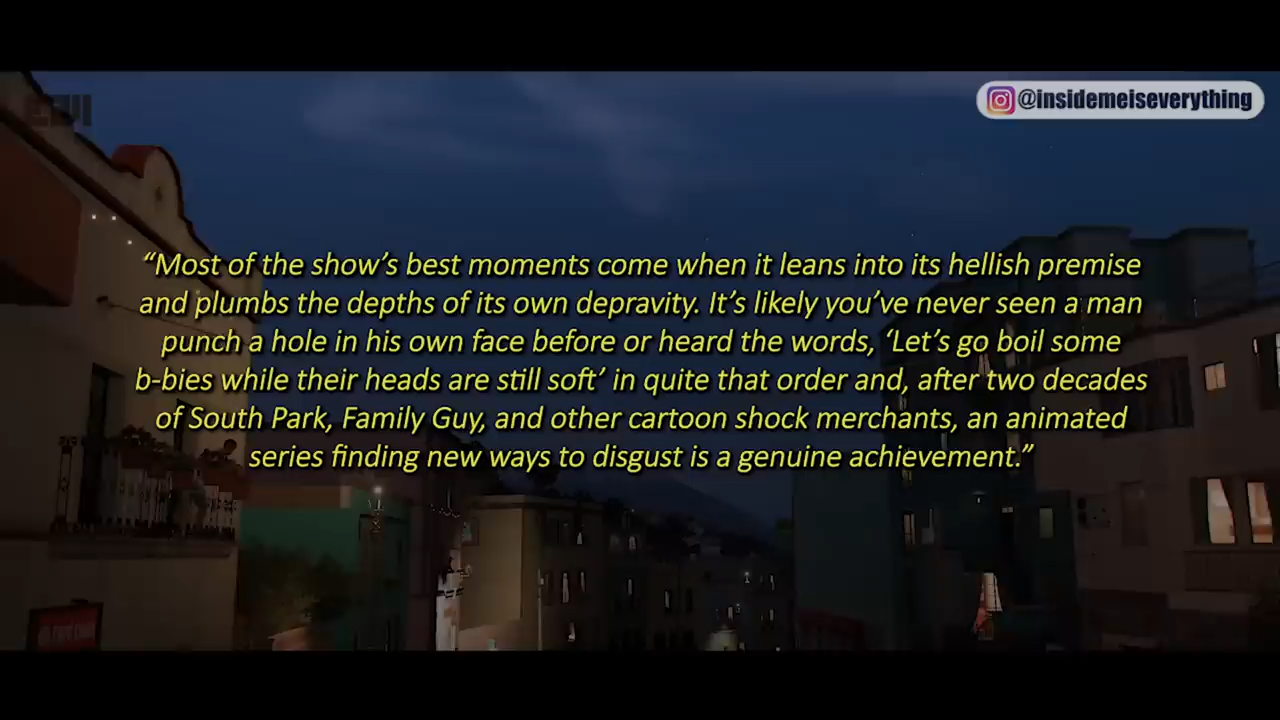 @insidemeiseverything
“Most of the show’s best moments come when it leans into its hellish premise
and plumbs the depths of its own depravity. It’s likely you’ve never seen a man
punch a hole in his own face before or heard the words, ‘Let’s go boil some
b-bies while their heads are still soft’ in quite that order and, after two decades
of South Park, Family Guy, and other cartoon shock merchants, an animated
series finding new ways to disgust is a genuine achievement.”